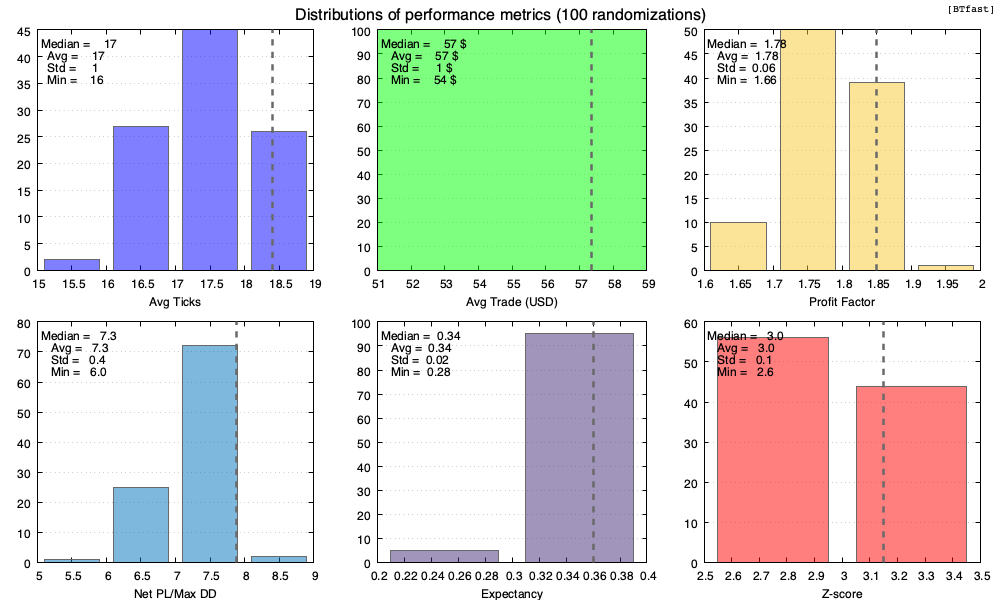 Distributions of performance metrics (100 randomizations)
[BTfast]
45
40
35
30
25
20
15
10
5
0
Median = 17
Avg = 17
Std = 1
Min = 16
15 15.5 16 16.5 17 17.5 18 18.5 19
Avg Ticks
100
90
80
70
60
50
40
30
20
10
0
Median = 57 $
Avg = 57 $
Std = 1 $
Min = 54 $
51 52 53 54 55 56 57 58 59
Avg Trade (USD)
50
45
40
35
30
25
20
15
10
5
0
Median = 1.78
Avg = 1.78
Std = 0.06
Min = 1.66
1.6 1.65 1.7 1.75 1.8 1.85 1.9 1.95 2
Profit Factor
80
70
60
50
40
30
20
10
0
Median = 7.3
Avg = 7.3
Std = 0.4
Min = 6.0
5 5.5 6 6.5 7 7.5 8 8.5 9
Net PL/Max DD
100
90
80
70
60
50
40
30
20
10
0
Median = 0.34
Avg = 0.34
Std = 0.02
Min = 0.28
0.2 0.22 0.24 0.26 0.28 0.3 0.32 0.34 0.36 0.38 0.4
Expectancy
60
50
40
30
20
10
0
Median = 3.0
Avg = 3.0
Std = 0.1
Min = 2.6
2.5 2.6 2.7 2.8 2.9 3 3.1 3.2 3.3 3.4 3.5
Z-score